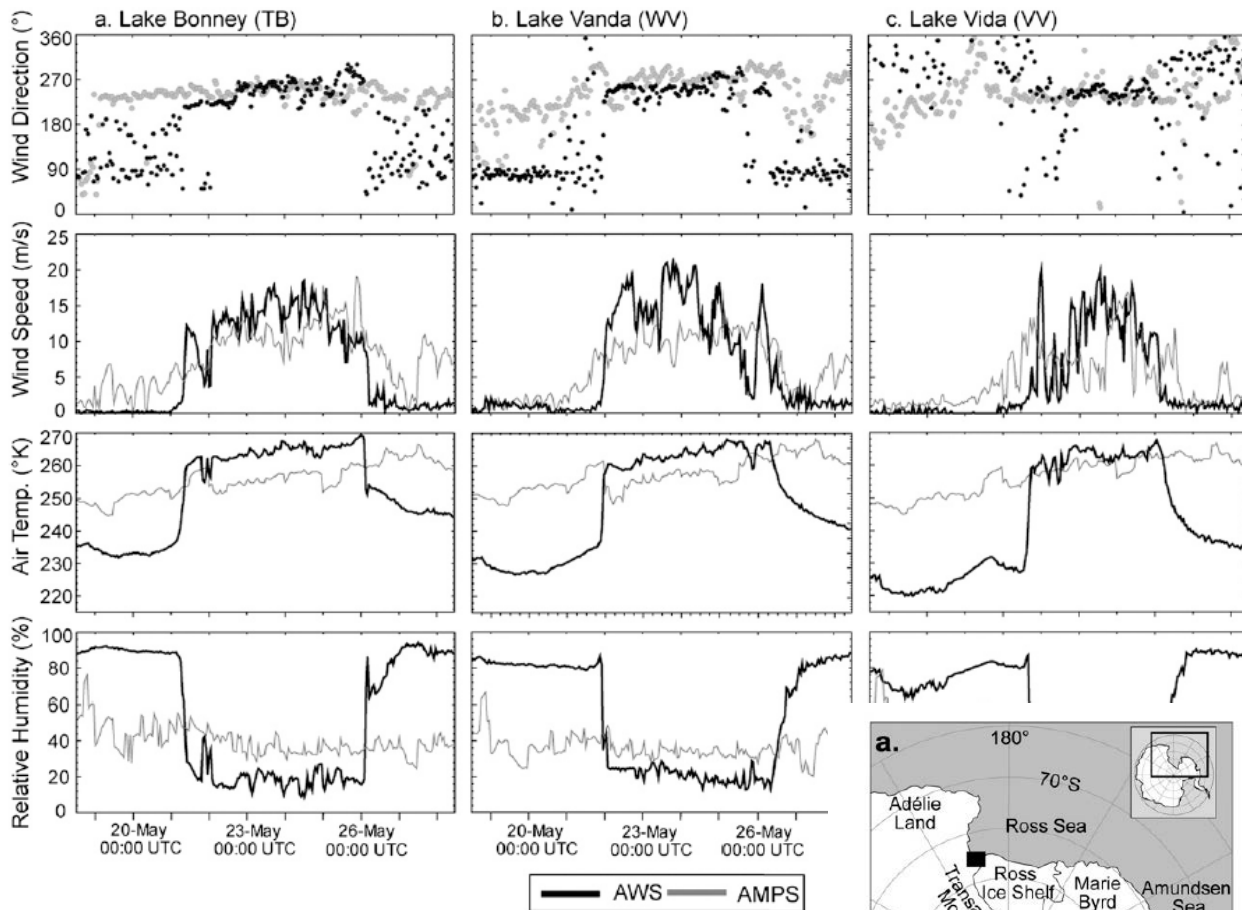 a. Lake Bonney (TB)
b. Lake Vanda (WV)
c. Lake Vida (VV)
Wind Direction (°)
360
270
180
90
0
Wind Speed (m/s)
25
20
15
10
5
0
Air Temp. (°K)
270
260
250
240
230
220
Relative Humidity (%)
100
80
60
40
20
0
20-May
00:00 UTC
23-May
00:00 UTC
26-May
00:00 UTC
20-May
00:00 UTC
23-May
00:00 UTC
26-May
00:00 UTC
AWS
AMPS
a.
180°
70°S
Adélie
Land
Ross Sea
Ross
Ice Shelf
Marie
Byrd
Amundsen
Sea